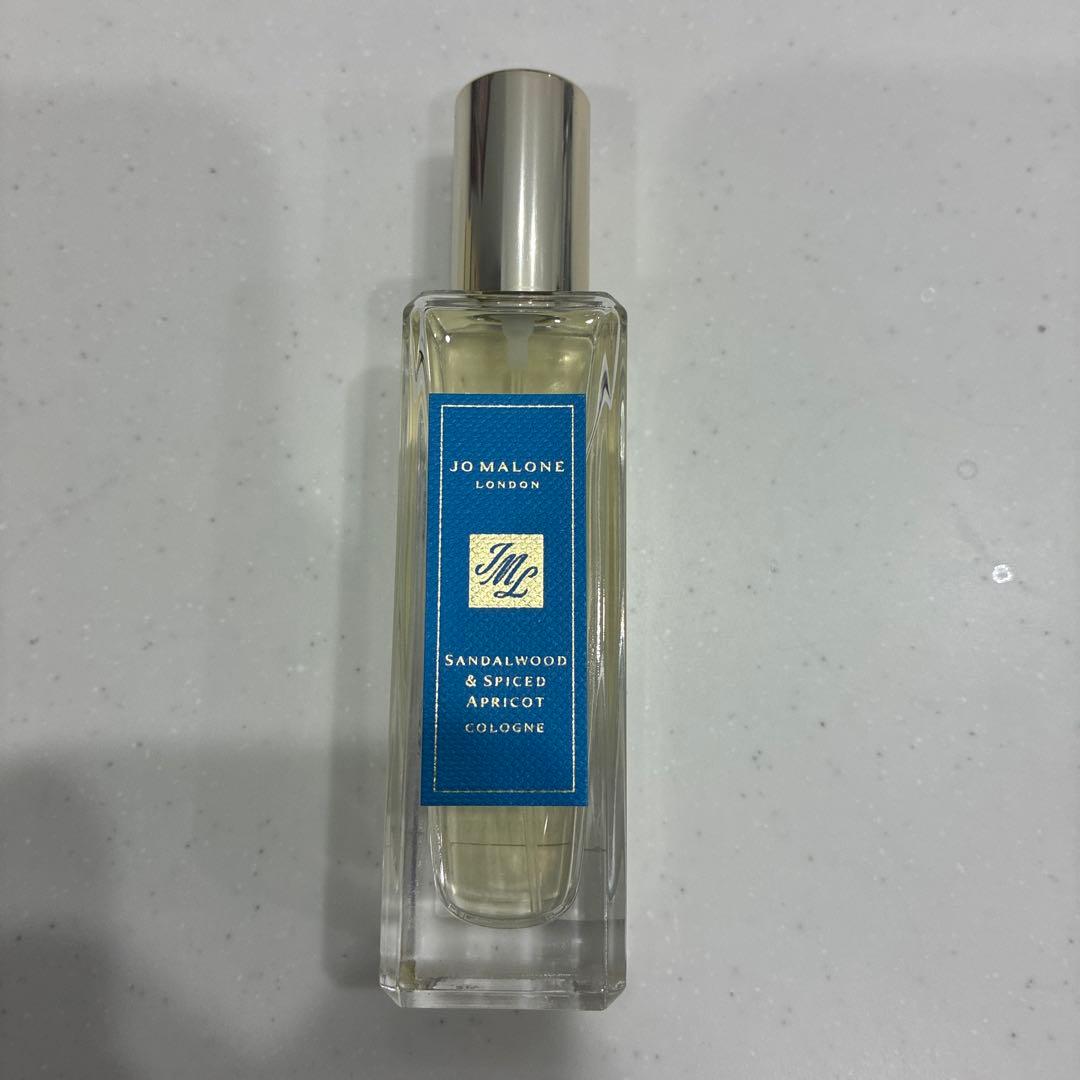 JO MALONE
LONDON
JML
SANDALWOOD
& SPICED
APRICOT
COLOGNE